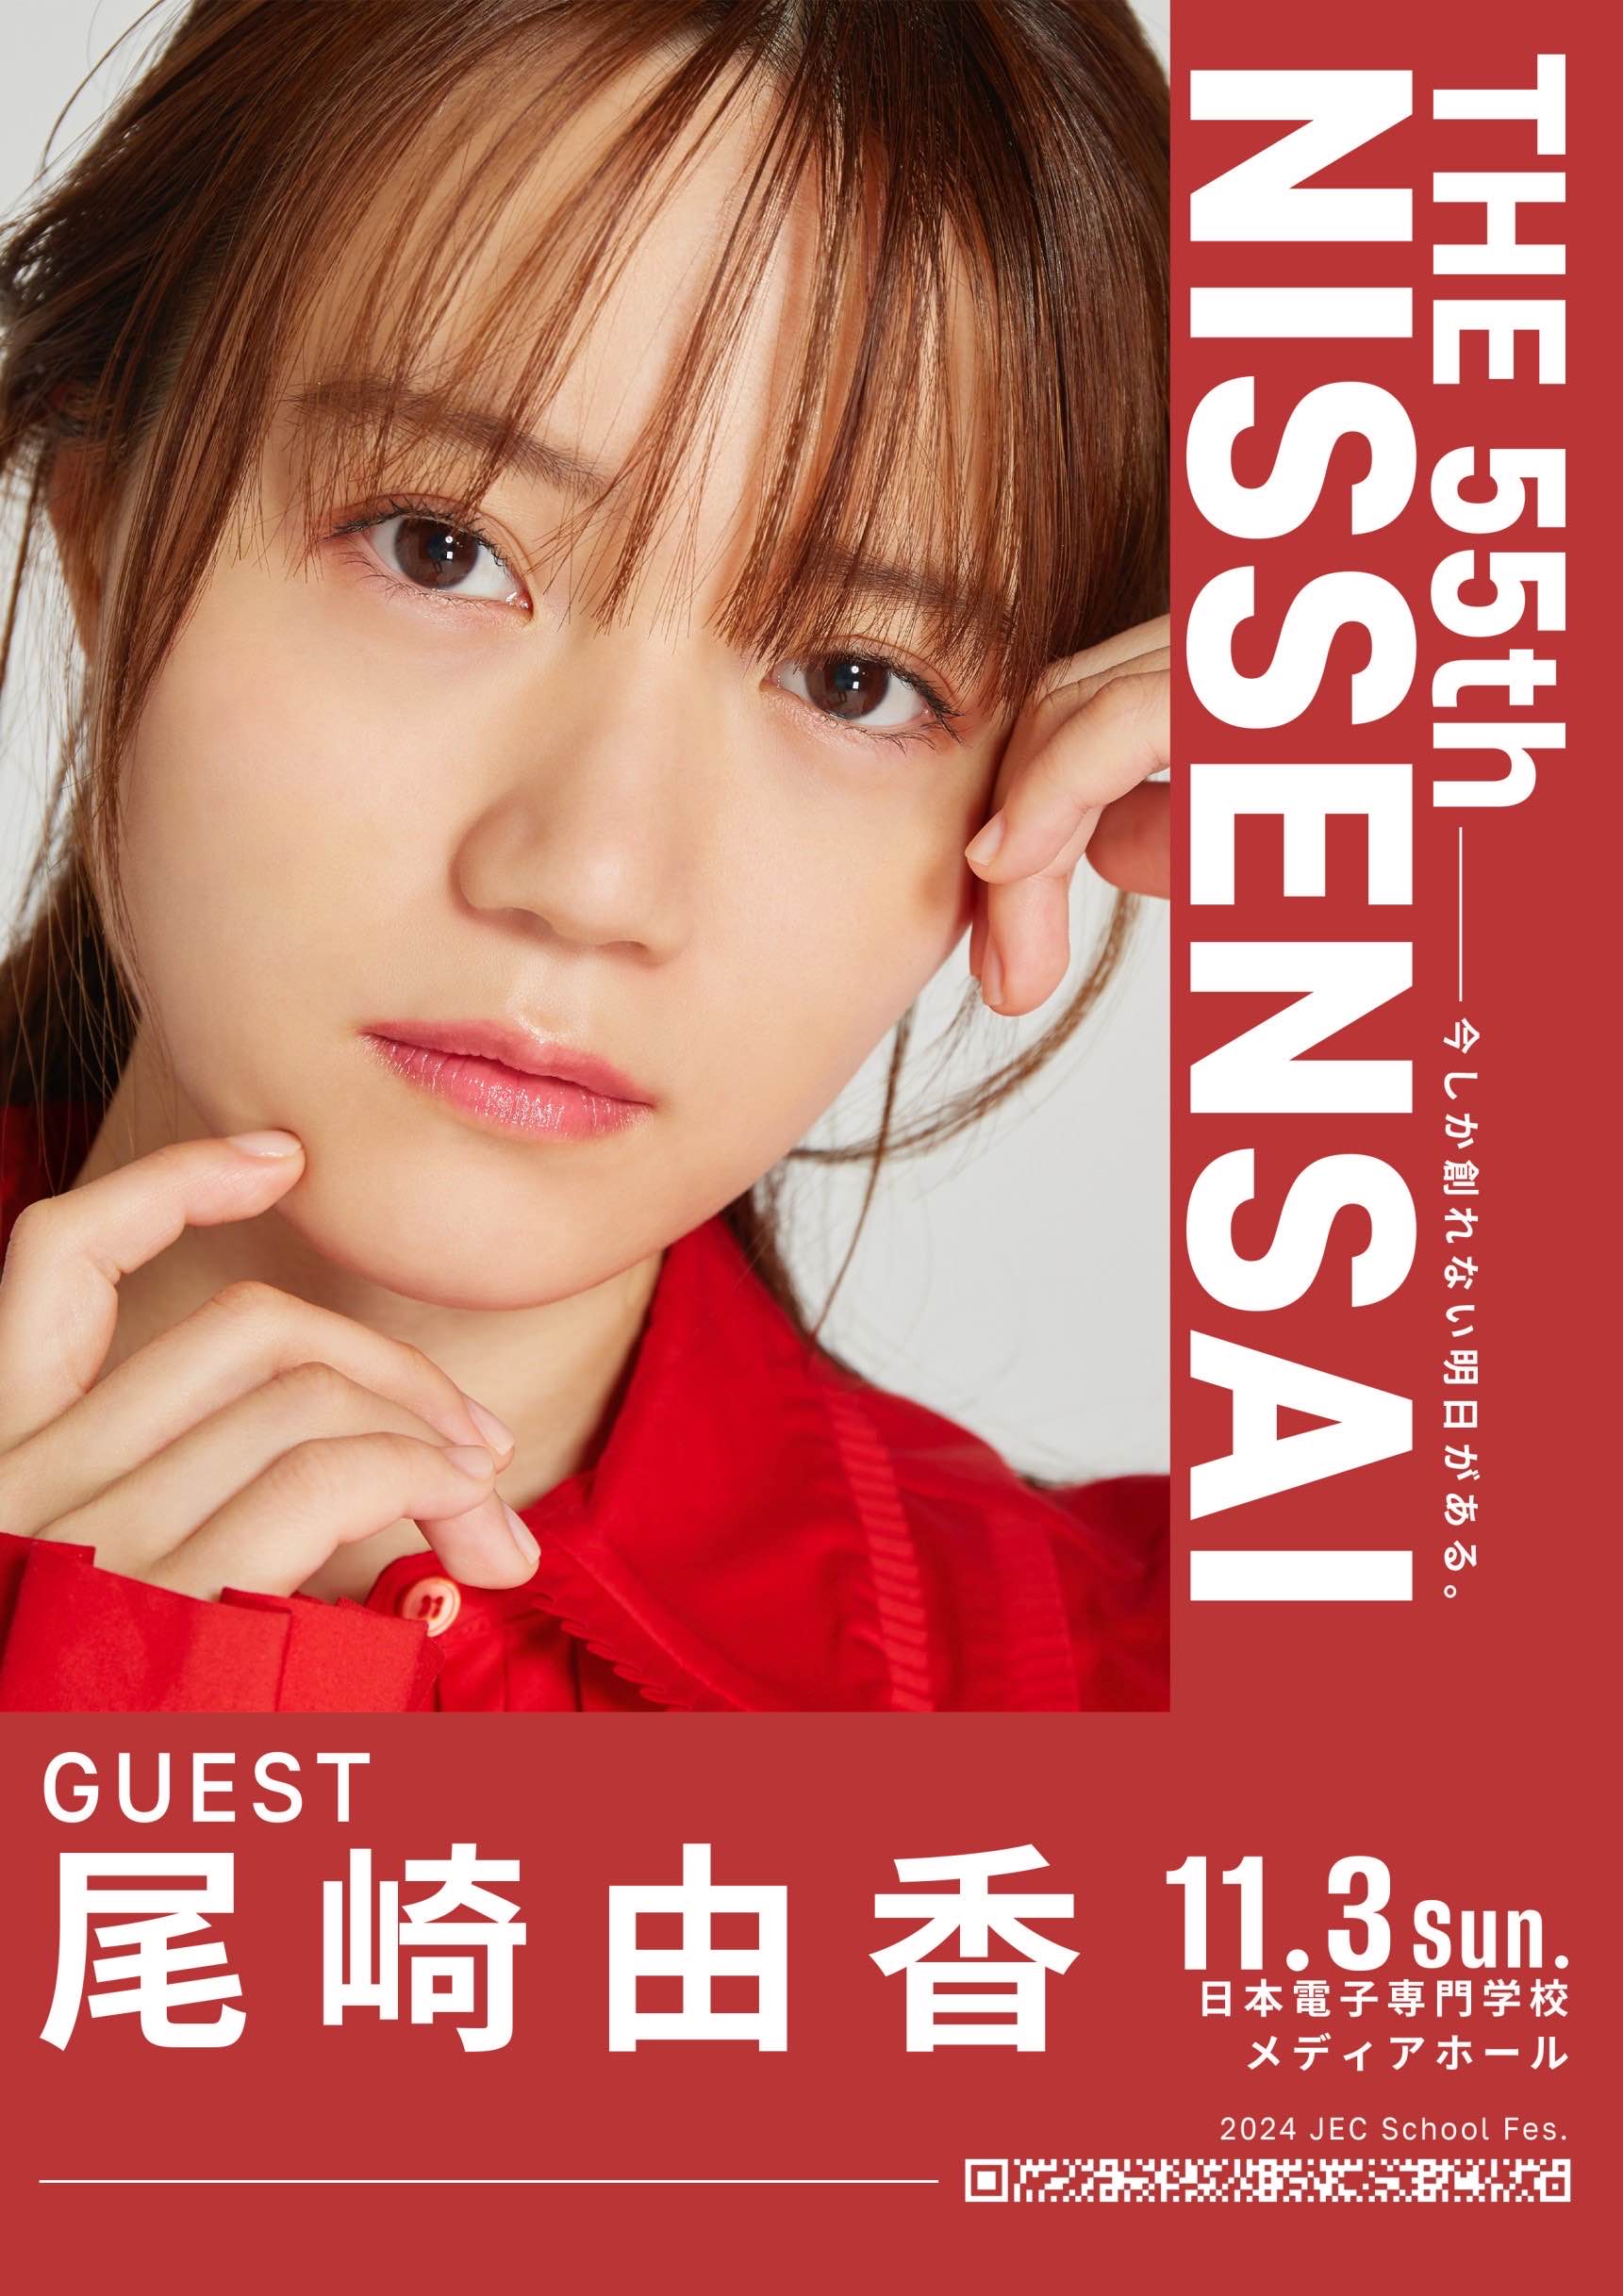 THE 55th
今しか創れない明日がある。
NISSENSAI
GUEST
尾崎由香
11.3 Sun.
日本電子専門学校
メディアホール
2024 JEC School Fes.